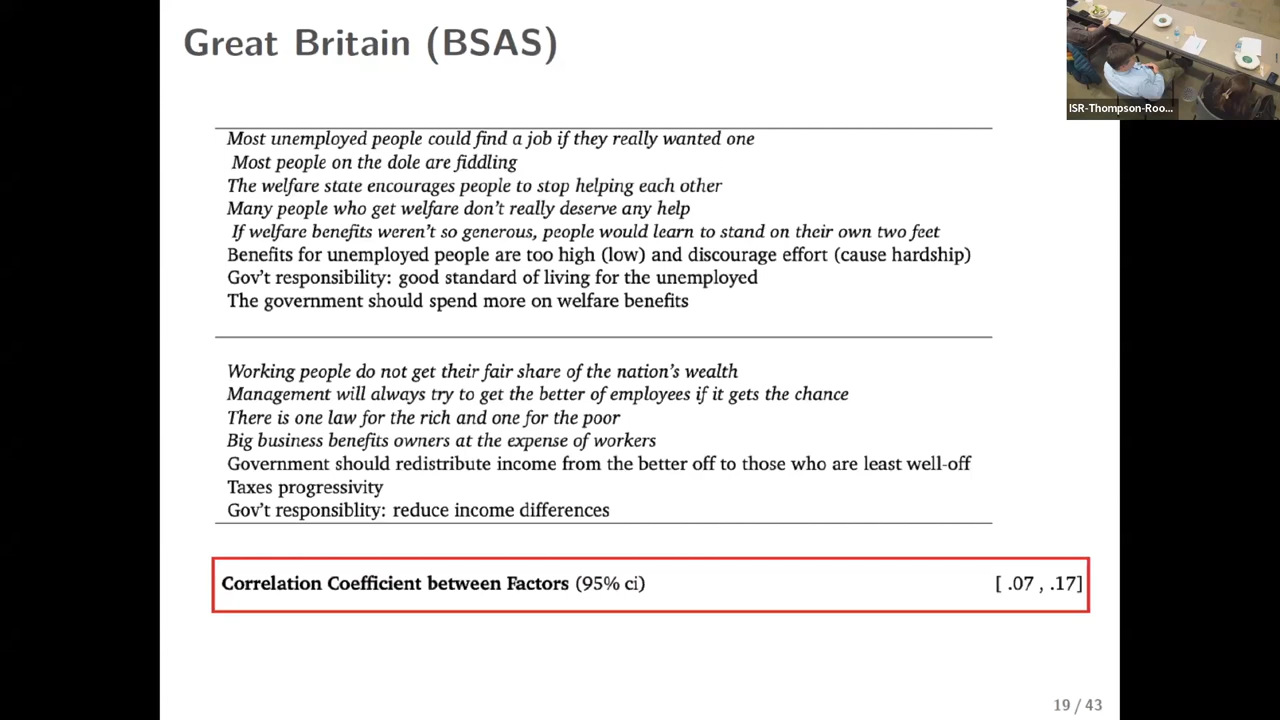 Great Britain (BSAS)
ISR-Thompson-Roo...
Most unemployed people could find a job if they really wanted one
Most people on the dole are fiddling
The welfare state encourages people to stop helping each other
Many people who get welfare don't really deserve any help
If welfare benefits weren't so generous, people would learn to stand on their own two feet
Benefits for unemployed people are too high (low) and discourage effort (cause hardship)
Gov't responsibility: good standard of living for the unemployed
The government should spend more on welfare benefits
Working people do not get their fair share of the nation's wealth
Management will always try to get the better of employees if it gets the chance
There is one law for the rich and one for the poor
Big business benefits owners at the expense of workers
Government should redistribute income from the better off to those who are least well-off
Taxes progressivity
Gov't responsiblity: reduce income differences
Correlation Coefficient between Factors (95% ci) [ .07 , .17]
19 / 43